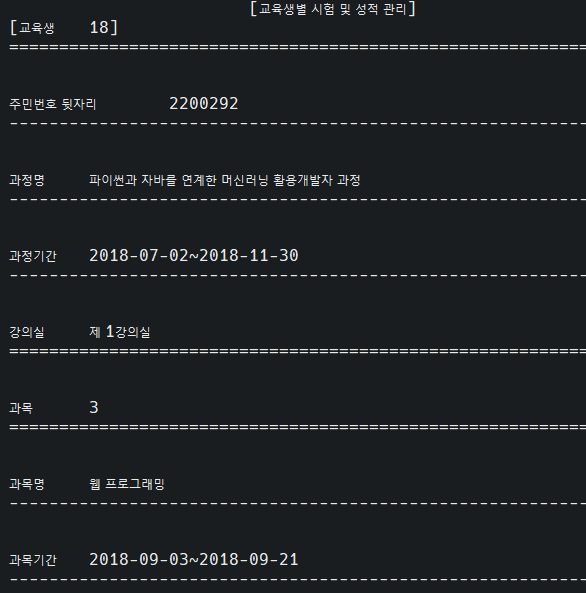 [교육생별 시험 및 성적 관리]
[교육생 18]
==========================================================
주민번호 뒷자리 2200292
----------------------------------------------------------
과정명 파이썬과 자바를 연계한 머신러닝 활용개발자 과정
----------------------------------------------------------
과정기간 2018-07-02~2018-11-30
----------------------------------------------------------
강의실 제 1강의실
==========================================================
과목 3
==========================================================
과목명 웹 프로그래밍
----------------------------------------------------------
과목기간 2018-09-03~2018-09-21
----------------------------------------------------------